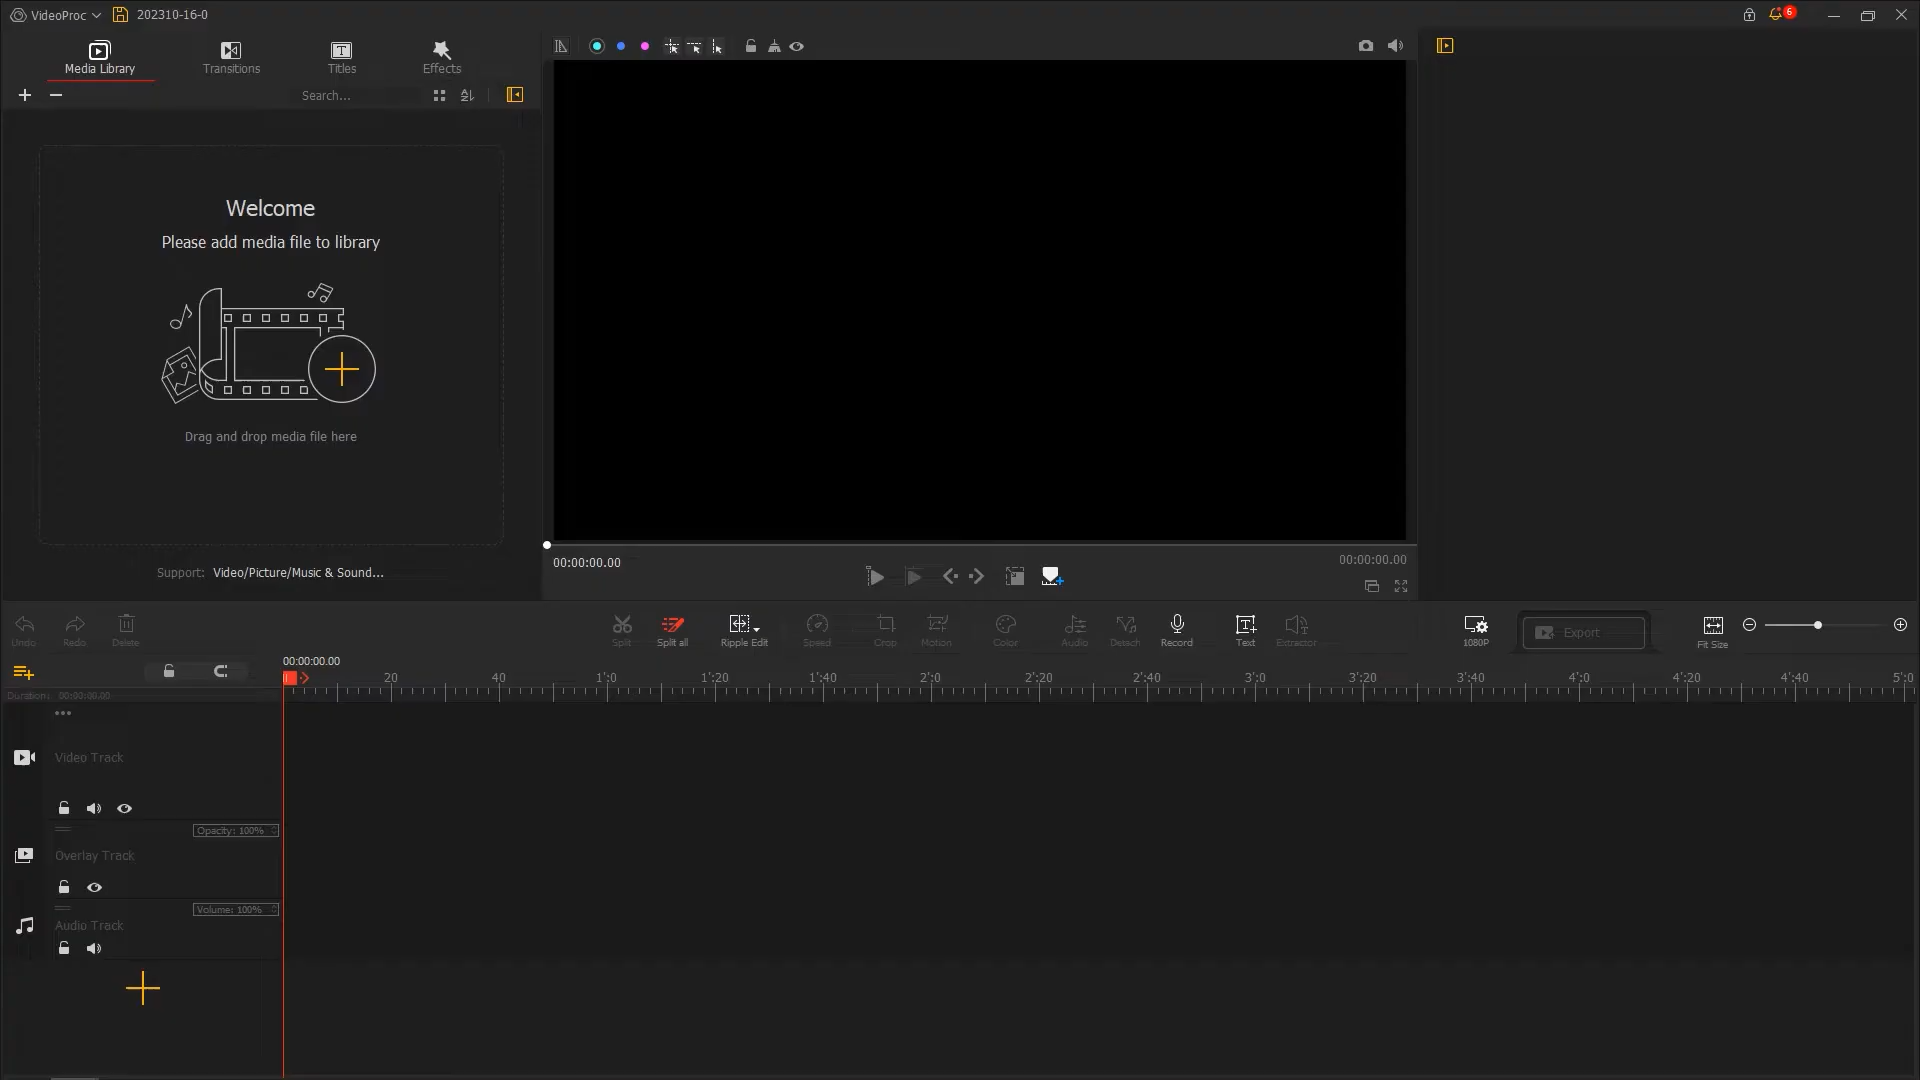 VideoProc
202310-16-0
6
Media Library
Transitions
Titles
Effects
Search...
Welcome
Please add media file to library
Drag and drop media file here
Support: Video/Picture/Music & Sound...
00:00:00.00
00:00:00.00
Undo
Redo
Delete
Split
Split all
Ripple Edit
Speed
Crop
Motion
Color
Audio
Detach
Record
Text
Extractor
1080P
Export
Fit Size
00:00:00.00
20
40
1':0
1':20
1':40
2':0
2':20
2':40
3':0
3':20
3':40
4':0
4':20
4':40
5':0
Duration: 00:00:00.00
Video Track
Opacity: 100%
Overlay Track
Volume: 100%
Audio Track